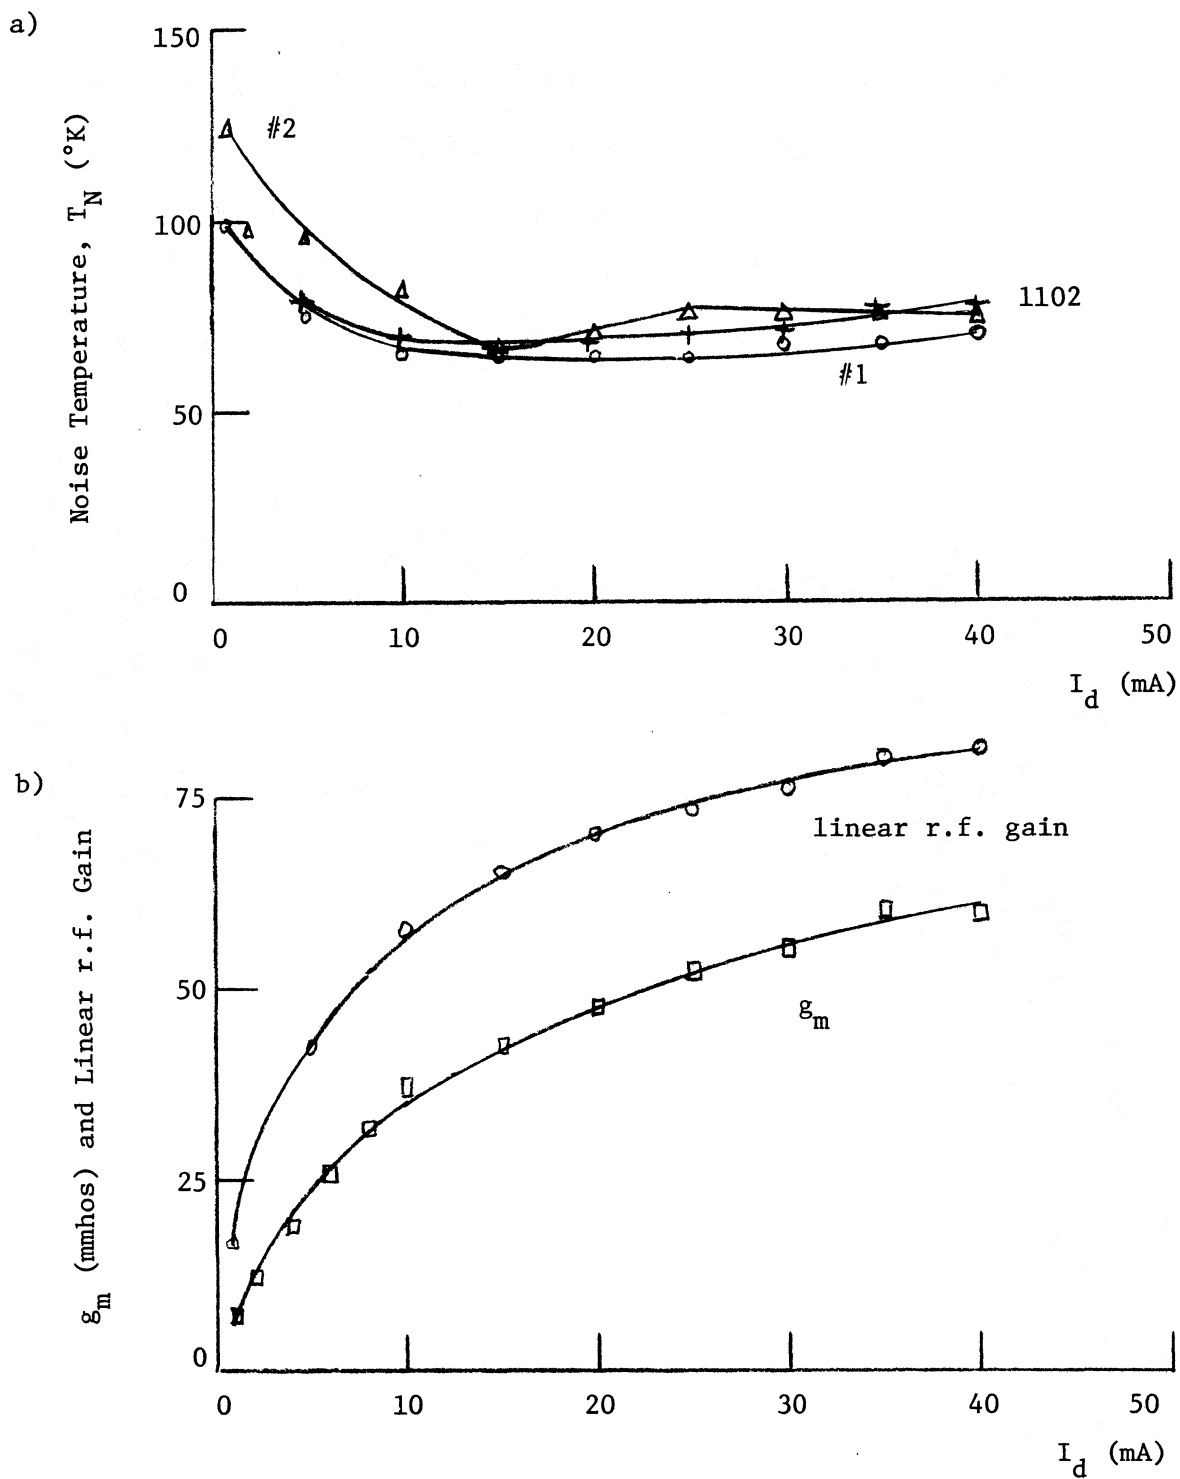 a)
150
#2
Noise Temperature, T_N (°K)
100
1102
#1
50
0
0 10 20 30 40 50
I_d (mA)
b)
75
linear r.f. gain
g_m (mmhos) and Linear r.f. Gain
50
g_m
25
0
0 10 20 30 40 50
I_d (mA)